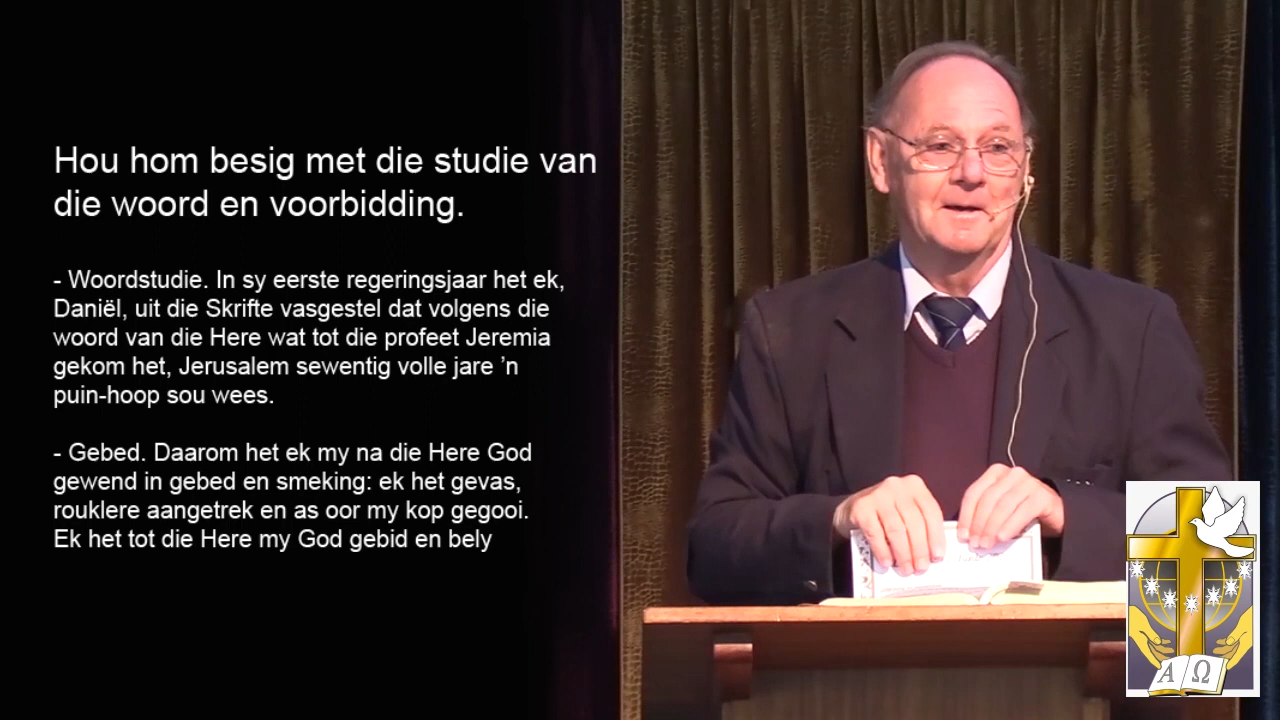 Hou hom besig met die studie van
die woord en voorbidding.
- Woordstudie. In sy eerste regeringsjaar het ek,
Daniël, uit die Skrifte vasgestel dat volgens die
woord van die Here wat tot die profeet Jeremia
gekom het, Jerusalem sewentig volle jare ’n
puin-hoop sou wees.
- Gebed. Daarom het ek my na die Here God
gewend in gebed en smeking: ek het gevas,
rouklere aangetrek en as oor my kop gegooi.
Ek het tot die Here my God gebid en bely
A Ω